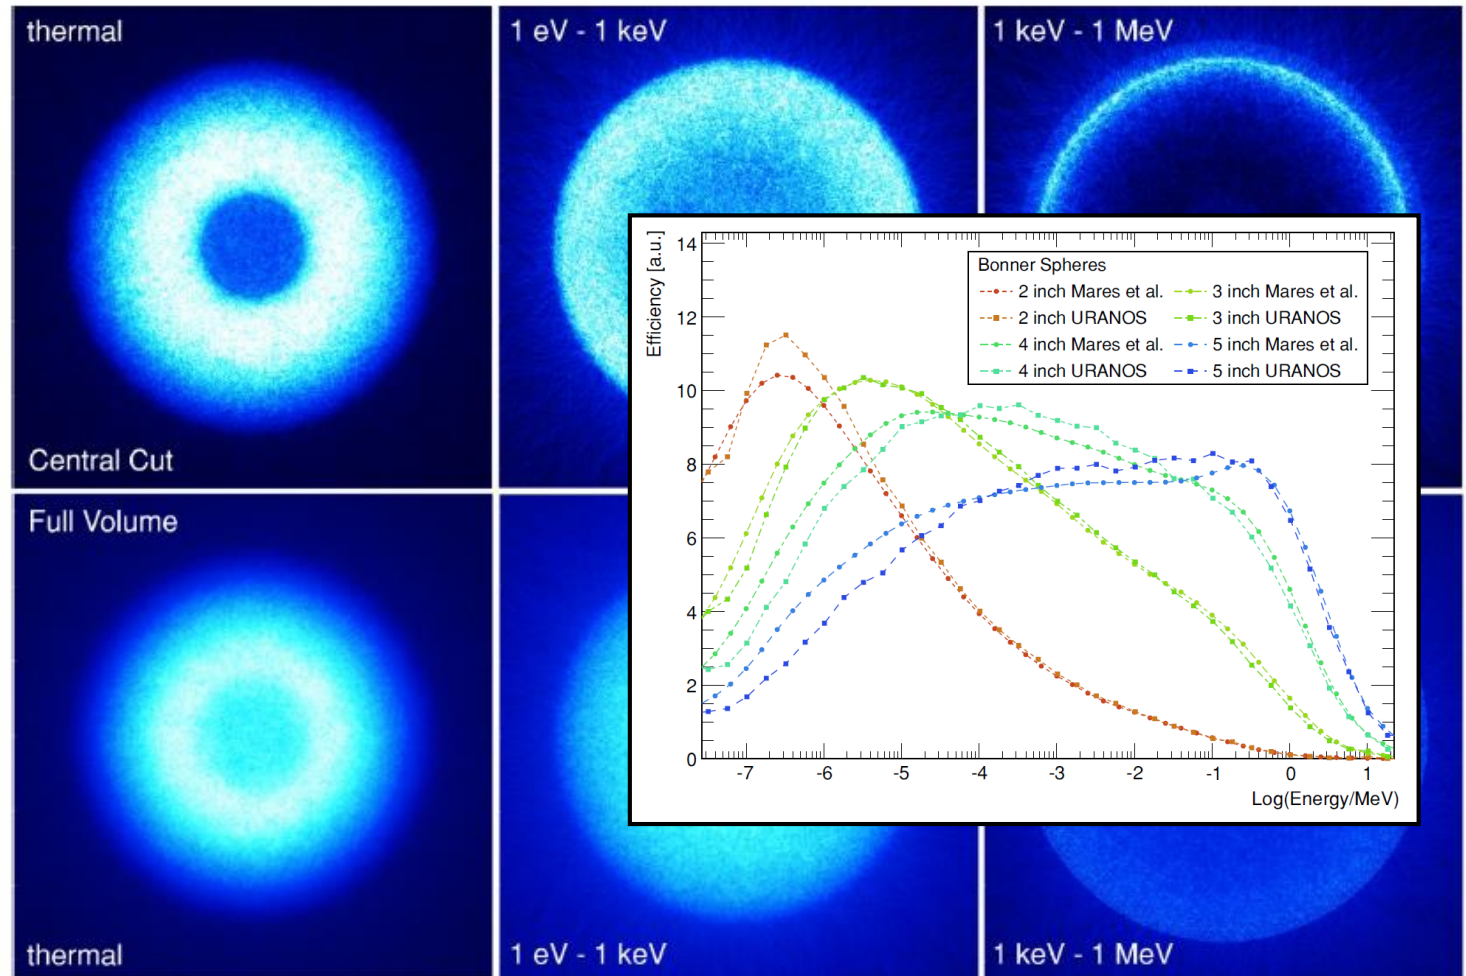 thermal
1 eV - 1 keV
1 keV - 1 MeV
Central Cut
Full Volume
thermal
1 eV - 1 keV
1 keV - 1 MeV
Efficiency [a.u.]
14
12
10
8
6
4
2
0
Bonner Spheres
2 inch Mares et al.
3 inch Mares et al.
2 inch URANOS
3 inch URANOS
4 inch Mares et al.
5 inch Mares et al.
4 inch URANOS
5 inch URANOS
-7 -6 -5 -4 -3 -2 -1 0 1
Log(Energy/MeV)